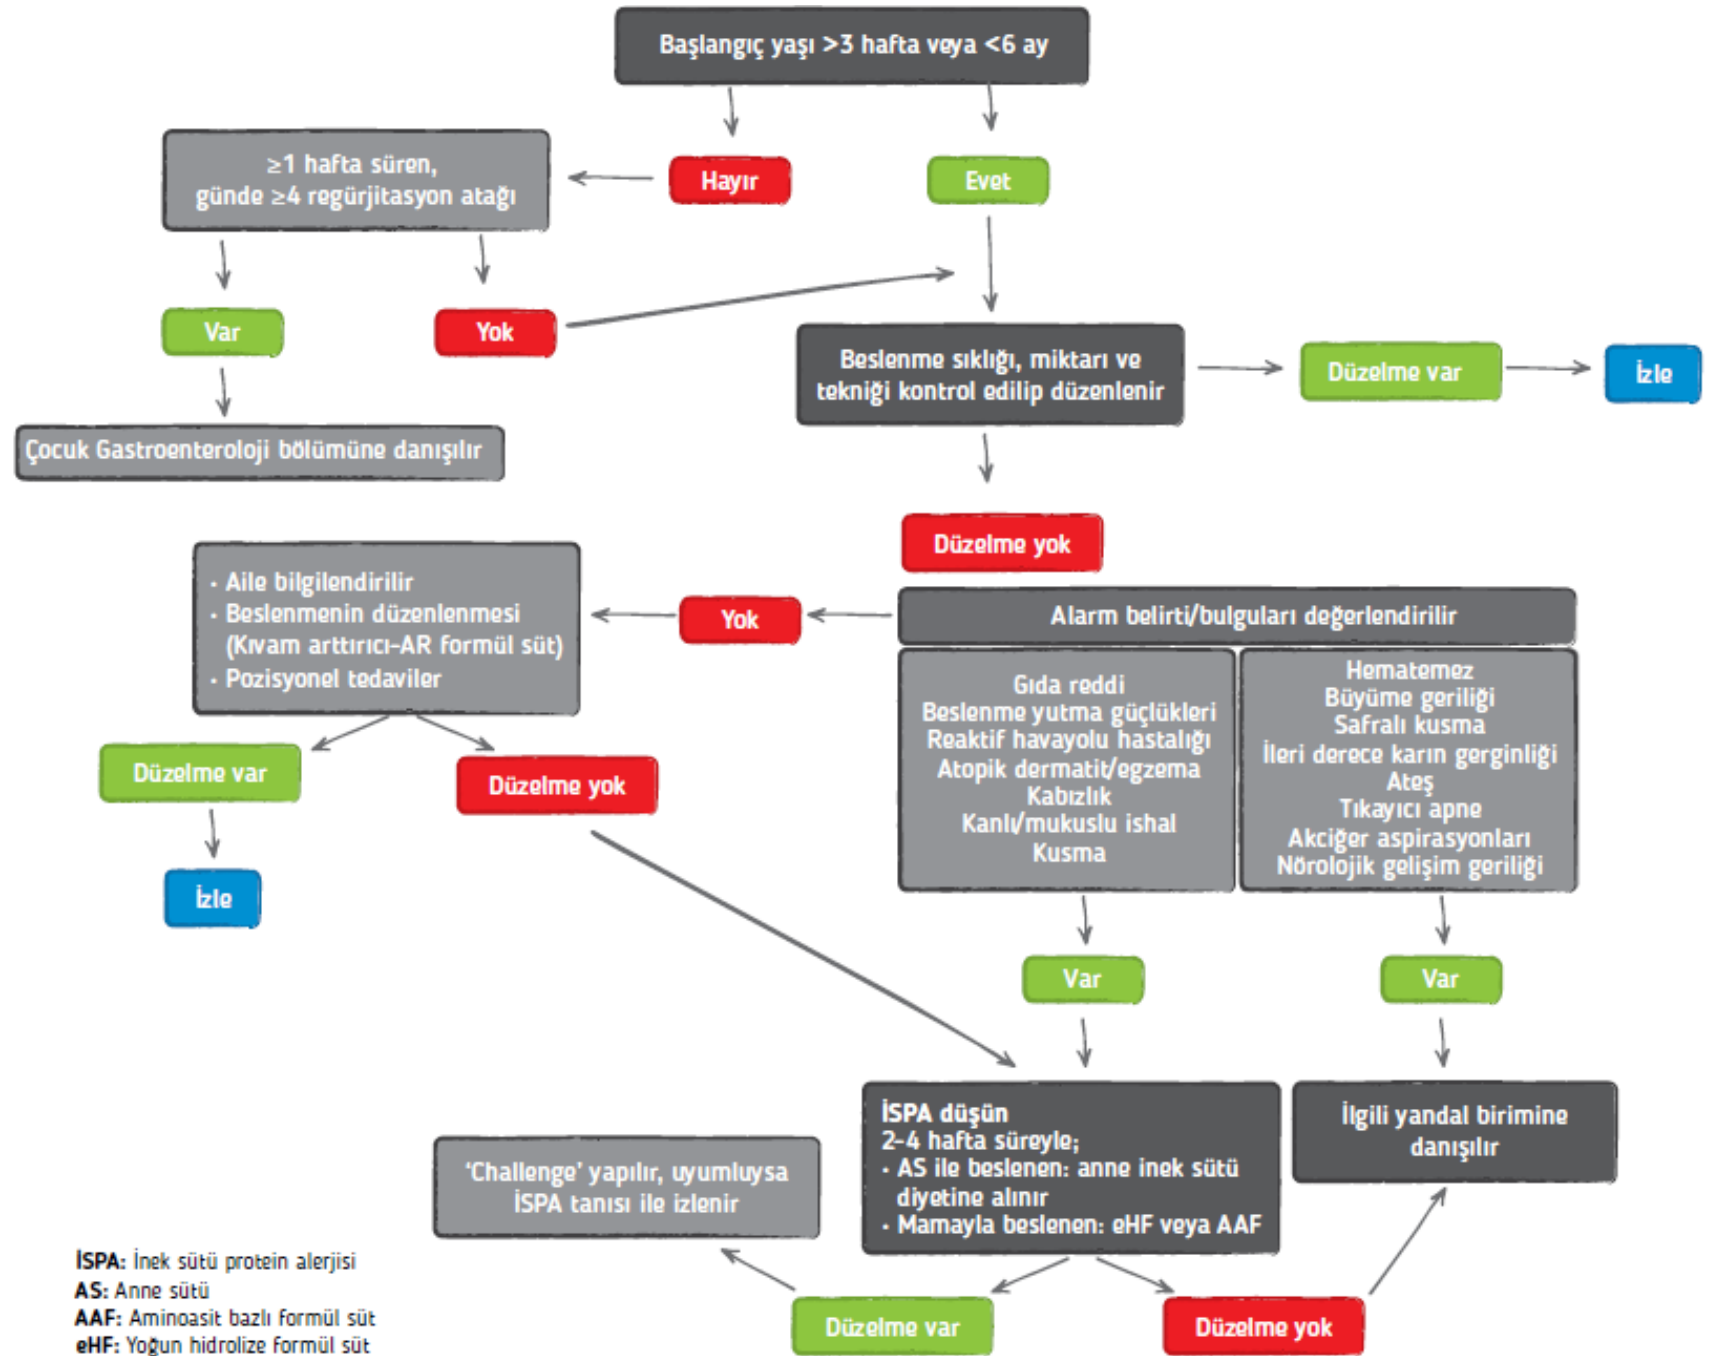 Başlangıç yaşı >3 hafta veya <6 ay
≥1 hafta süren,
günde ≥4 regürjitasyon atağı
Hayır
Evet
Var
Yok
Beslenme sıklığı, miktarı ve
tekniği kontrol edilip düzenlenir
Düzelme var
İzle
Çocuk Gastroenteroloji bölümüne danışılır
Düzelme yok
· Aile bilgilendirilir
· Beslenmenin düzenlenmesi
(Kıvam arttırıcı-AR formül süt)
· Pozisyonel tedaviler
Yok
Alarm belirti/bulguları değerlendirilir
Gıda reddi
Beslenme yutma güçlükleri
Reaktif havayolu hastalığı
Atopik dermatit/egzema
Kabızlık
Kanlı/mukuslu ishal
Kusma
Hematemez
Büyüme geriliği
Safralı kusma
İleri derece karın gerginliği
Ateş
Tıkayıcı apne
Akciğer aspirasyonları
Nörolojik gelişim geriliği
Düzelme var
Düzelme yok
İzle
Var
Var
İSPA düşün
2-4 hafta süreyle;
· AS ile beslenen: anne inek sütü
diyetine alınır
· Mamayla beslenen: eHF veya AAF
İlgili yandal birimine
danışılır
‘Challenge’ yapılır, uyumluysa
İSPA tanısı ile izlenir
Düzelme var
Düzelme yok
İSPA: İnek sütü protein alerjisi
AS: Anne sütü
AAF: Aminoasit bazlı formül süt
eHF: Yoğun hidrolize formül süt